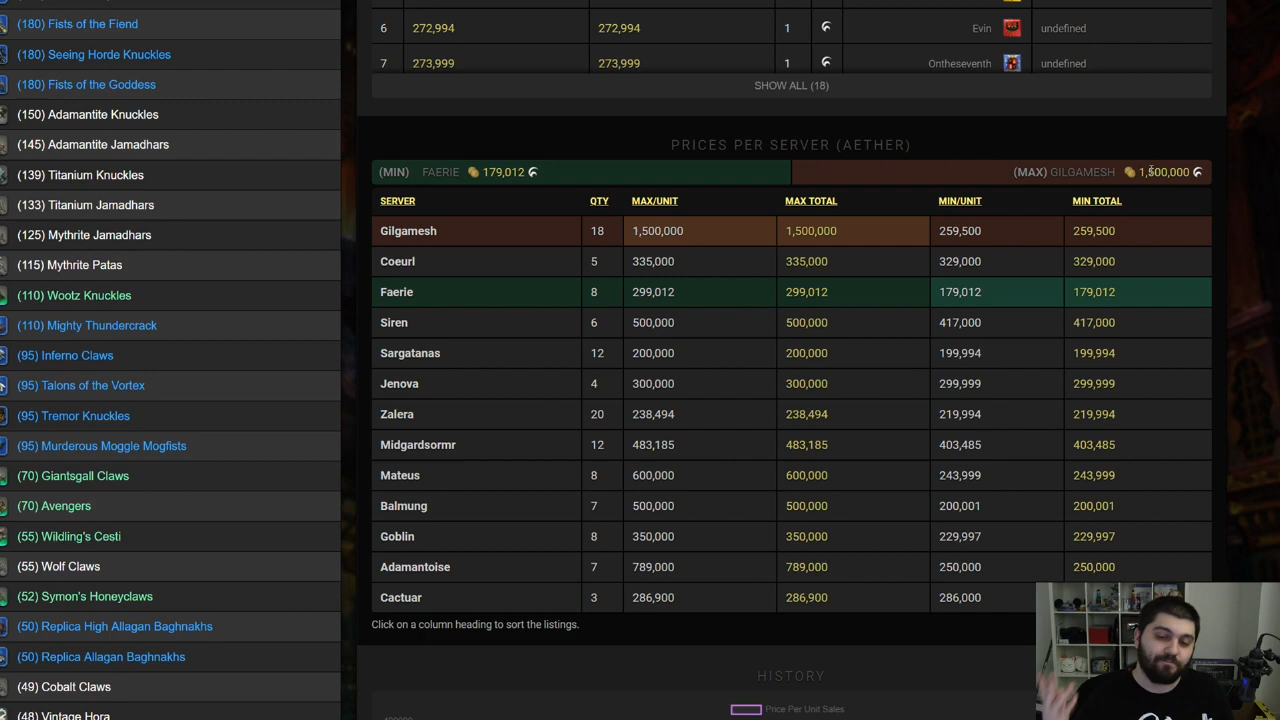 (180) Fists of the Fiend
(180) Seeing Horde Knuckles
(180) Fists of the Goddess
(150) Adamantite Knuckles
(145) Adamantite Jamadhars
(139) Titanium Knuckles
(133) Titanium Jamadhars
(125) Mythrite Jamadhars
(115) Mythrite Patas
(110) Wootz Knuckles
(110) Mighty Thundercrack
(95) Inferno Claws
(95) Talons of the Vortex
(95) Tremor Knuckles
(95) Murderous Moggle Mogfists
(70) Giantsgall Claws
(70) Avengers
(55) Wildling's Cesti
(55) Wolf Claws
(52) Symon's Honeyclaws
(50) Replica High Allagan Baghnakhs
(50) Replica Allagan Baghnakhs
(49) Cobalt Claws
(48) Vintage Hora
6 272,994 272,994 1 Evin undefined
7 273,999 273,999 1 Ontheseventh undefined
SHOW ALL (18)
PRICES PER SERVER (AETHER)
(MIN) FAERIE 179,012 (MAX) GILGAMESH 1,500,000
SERVER QTY MAX/UNIT MAX TOTAL MIN/UNIT MIN TOTAL
Gilgamesh 18 1,500,000 1,500,000 259,500 259,500
Coeurl 5 335,000 335,000 329,000 329,000
Faerie 8 299,012 299,012 179,012 179,012
Siren 6 500,000 500,000 417,000 417,000
Sargatanas 12 200,000 200,000 199,994 199,994
Jenova 4 300,000 300,000 299,999 299,999
Zalera 20 238,494 238,494 219,994 219,994
Midgardsormr 12 483,185 483,185 403,485 403,485
Mateus 8 600,000 600,000 243,999 243,999
Balmung 7 500,000 500,000 200,001 200,001
Goblin 8 350,000 350,000 229,997 229,997
Adamantoise 7 789,000 789,000 250,000 250,000
Cactuar 3 286,900 286,900 286,000
Click on a column heading to sort the listings.
HISTORY
Price Per Unit Sales